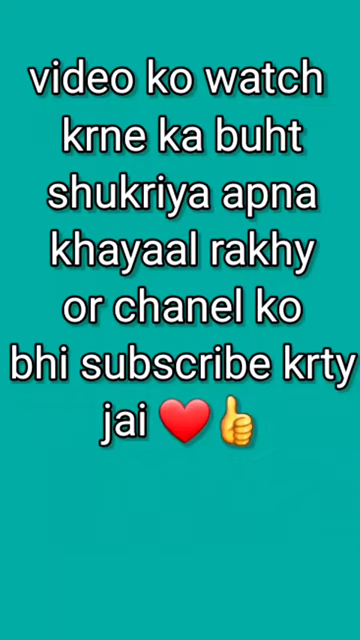 video ko watch
krne ka buht
shukriya apna
khayaal rakhy
or chanel ko
bhi subscribe krty
jai ❤️👍